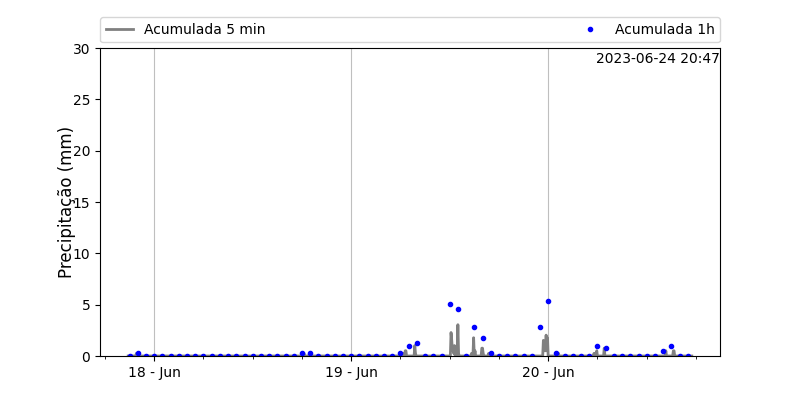 Acumulada 5 min
Acumulada 1h
2023-06-24 20:47
Precipitação (mm)
30
25
20
15
10
5
0
18 - Jun
19 - Jun
20 - Jun